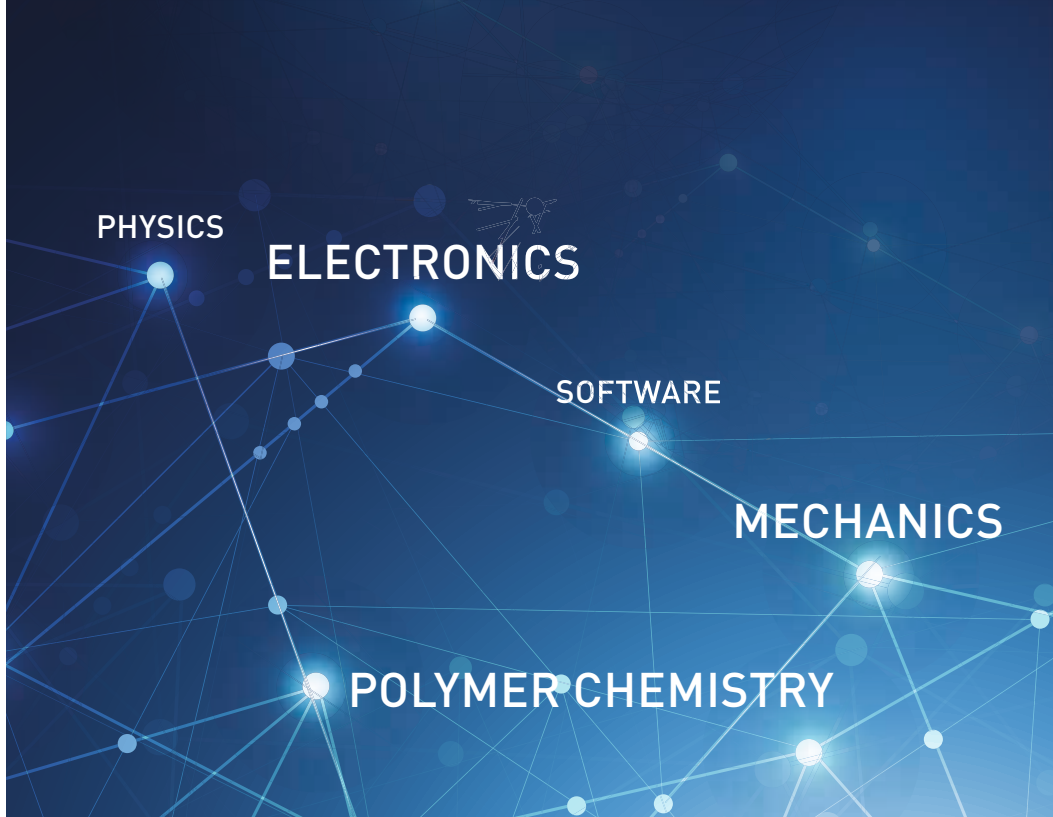 PHYSICS
ELECTRONICS
SOFTWARE
MECHANICS
POLYMER CHEMISTRY